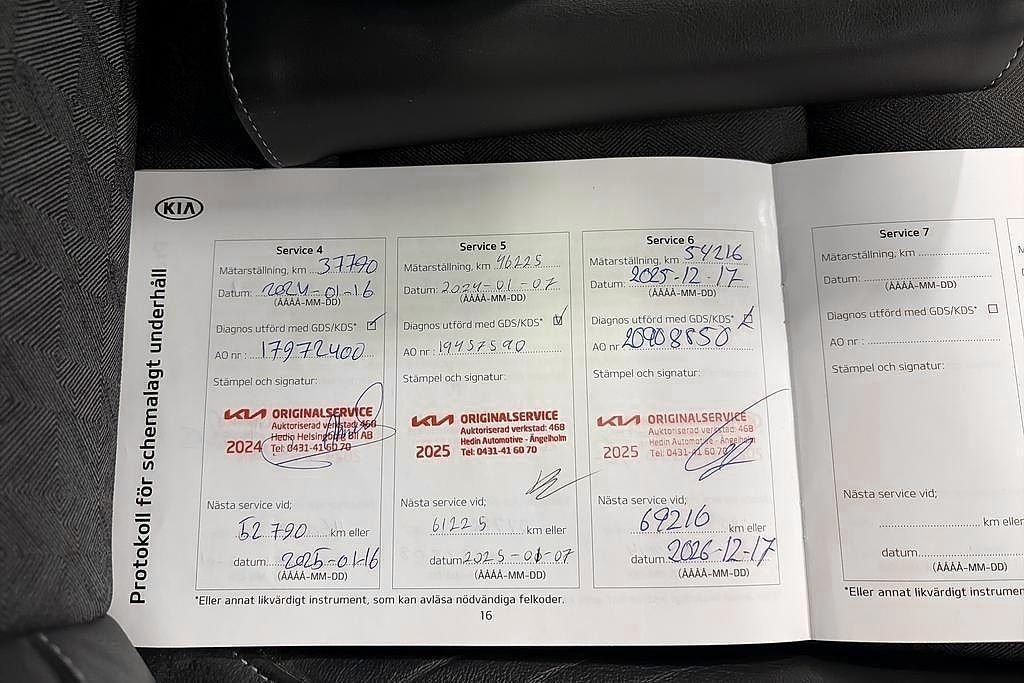 KIA
Protokoll för schemalagt underhåll
Service 4
Mätarställning, km 37790
Datum: 2024-01-16
(ÅÅÅÅ-MM-DD)
Diagnos utförd med GDS/KDS*
AO nr : 17972400
Stämpel och signatur:
KIA ORIGINALSERVICE
Auktoriserad verkstad: 468
Hedin Helsingborg Bil AB
2024 Tel: 0431-41 60 70
Nästa service vid;
52790 km eller
datum 2025-01-16
(ÅÅÅÅ-MM-DD)
Service 5
Mätarställning, km 46225
Datum: 2024-01-07
(ÅÅÅÅ-MM-DD)
Diagnos utförd med GDS/KDS*
AO nr : 19457590
Stämpel och signatur:
KIA ORIGINALSERVICE
Auktoriserad verkstad: 468
Hedin Automotive - Ängelholm
2025 Tel: 0431-41 60 70
Nästa service vid;
61225 km eller
datum 2025-01-07
(ÅÅÅÅ-MM-DD)
Service 6
Mätarställning, km 54216
Datum: 2025-12-17
(ÅÅÅÅ-MM-DD)
Diagnos utförd med GDS/KDS*
AO nr 20908850
Stämpel och signatur:
KIA ORIGINALSERVICE
Auktoriserad verkstad: 468
Hedin Automotive - Ängelholm
2025 Tel: 0431-41 60 70
Nästa service vid;
69216 km eller
datum. 2026-12-17
(ÅÅÅÅ-MM-DD)
*Eller annat likvärdigt instrument, som kan avläsa nödvändiga felkoder.
16
Service 7
Mätarställning, km
Datum:
(ÅÅÅÅ-MM-DD)
Diagnos utförd med GDS/KDS*
AO nr :
Stämpel och signatur:
Nästa service vid;
km eller
datum
(ÅÅÅÅ-MM-DD)
*Eller annat likvärdigt